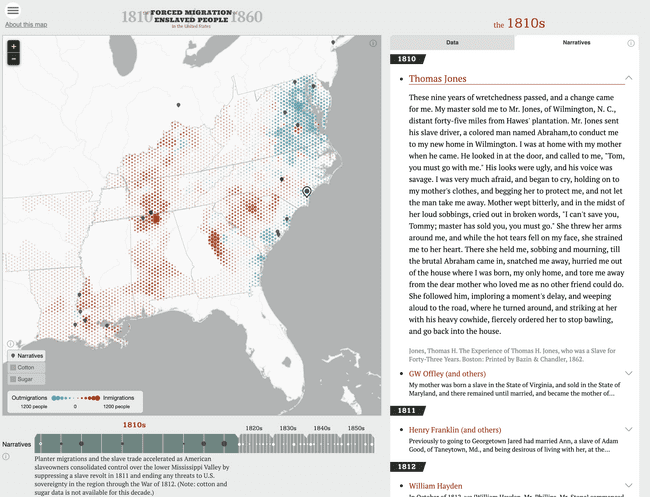 About this map
1810
FORCED MIGRATION
OF
ENSLAVED PEOPLE
in the United States
1860
the 1810s
+
−
Data
Narratives
1810
Thomas Jones
These nine years of wretchedness passed, and a change came
for me. My master sold me to Mr. Jones, of Wilmington, N. C.,
distant forty-five miles from Hawes' plantation. Mr. Jones sent
his slave driver, a colored man named Abraham,to conduct me
to my new home in Wilmington. I was at home with my mother
when he came. He looked in at the door, and called to me, "Tom,
you must go with me." His looks were ugly, and his voice was
savage. I was very much afraid, and began to cry, holding on to
my mother's clothes, and begging her to protect me, and not let
the man take me away. Mother wept bitterly, and in the midst of
her loud sobbings, cried out in broken words, "I can't save you,
Tommy; master has sold you, you must go." She threw her arms
around me, and while the hot tears fell on my face, she strained
me to her heart. There she held me, sobbing and mourning, till
the brutal Abraham came in, snatched me away, hurried me out
of the house where I was born, my only home, and tore me away
from the dear mother who loved me as no other friend could do.
She followed him, imploring a moment's delay, and weeping
aloud to the road, where he turned around, and striking at her
with his heavy cowhide, fiercely ordered her to stop bawling,
and go back into the house.
Jones, Thomas H. The Experience of Thomas H. Jones, who was a Slave for
Forty-Three Years. Boston: Printed by Bazin & Chandler, 1862.
GW Offley (and others)
My mother was born a slave in the State of Virginia, and sold in the State of
Maryland, and there remained until married, and became the mother of...
1811
Henry Franklin (and others)
Previously to going to Georgetown Jared had married Ann, a slave of Adam
Good, of Taneytown, Md., and being desirous of living with her, at the...
1812
William Hayden
Narratives
Cotton
Sugar
Outmigrations
Inmigrations
1200 people
0
1200 people
1810s
1820s
1830s
1840s
1850s
Narratives
Planter migrations and the slave trade accelerated as American
slaveowners consolidated control over the lower Mississippi Valley by
suppressing a slave revolt in 1811 and ending any threats to U.S.
sovereignty in the region through the War of 1812. (Note: cotton and
sugar data is not available for this decade.)